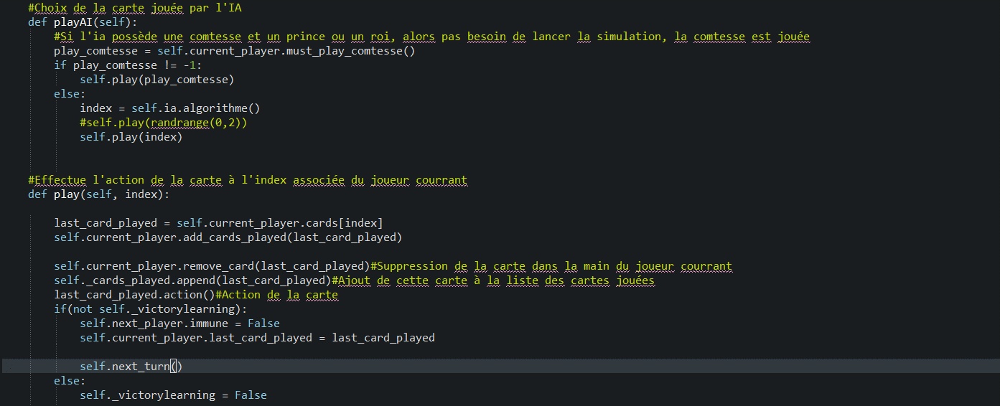 #Choix de la carte jouée par l'IA
def playAI(self):
#Si l'ia possède une comtesse et un prince ou un roi, alors pas besoin de lancer la simulation, la comtesse est jouée
play_comtesse = self.current_player.must_play_comtesse()
if play_comtesse != -1:
self.play(play_comtesse)
else:
index = self.ia.algorithme()
#self.play(randrange(0,2))
self.play(index)
#Effectue l'action de la carte à l'index associée du joueur courrant
def play(self, index):
last_card_played = self.current_player.cards[index]
self.current_player.add_cards_played(last_card_played)
self.current_player.remove_card(last_card_played)#Suppression de la carte dans la main du joueur courrant
self._cards_played.append(last_card_played)#Ajout de cette carte à la liste des cartes jouées
last_card_played.action()#Action de la carte
if(not self._victorylearning):
self.next_player.immune = False
self.current_player.last_card_played = last_card_played
self.next_turn()
else:
self._victorylearning = False